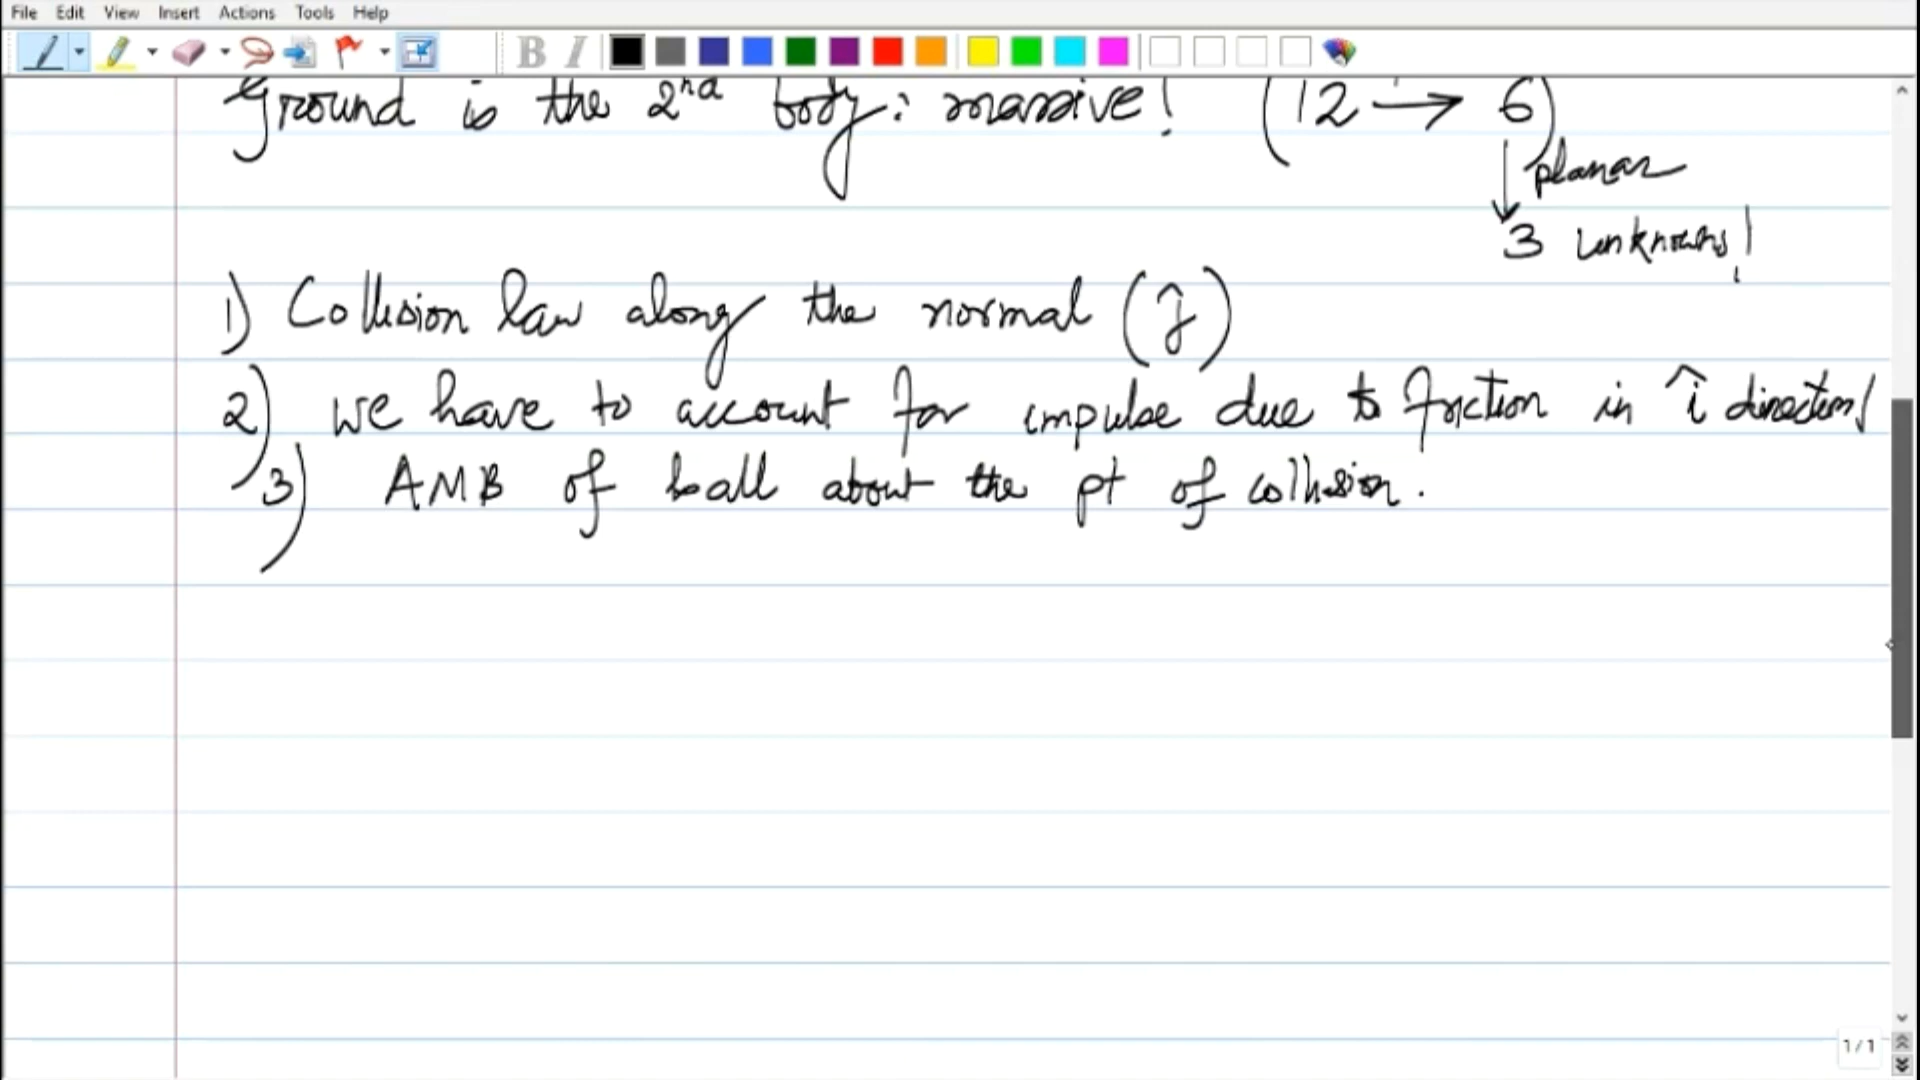 File Edit View Insert Actions Tools Help
B I
Ground is the 2nd body: massive! (12 → 6)
↓ planar
3 unknowns!
1) Collision law along the normal (ĵ)
2) We have to account for impulse due to friction in î direction!
3) AMB of ball about the pt of collision.
1 / 1